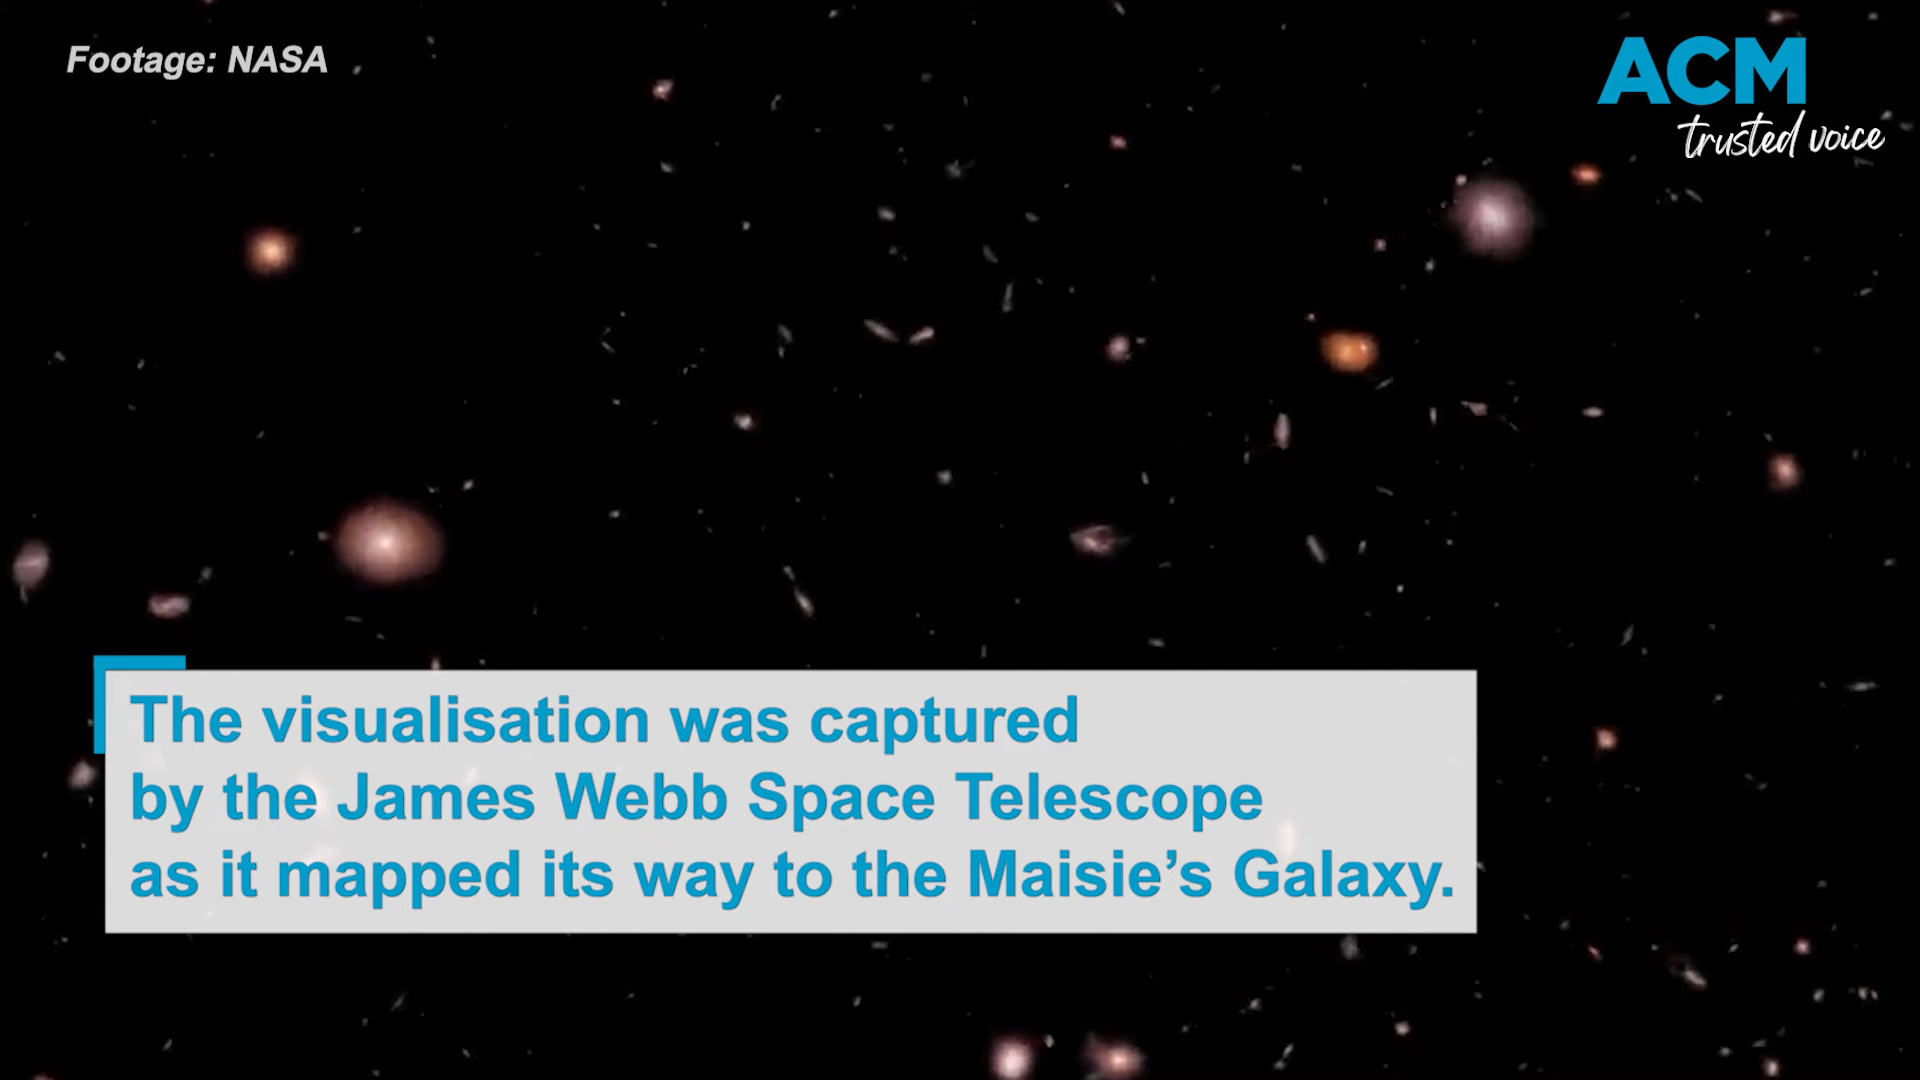 Footage: NASA
ACM
trusted voice
The visualisation was captured
by the James Webb Space Telescope
as it mapped its way to the Maisie’s Galaxy.